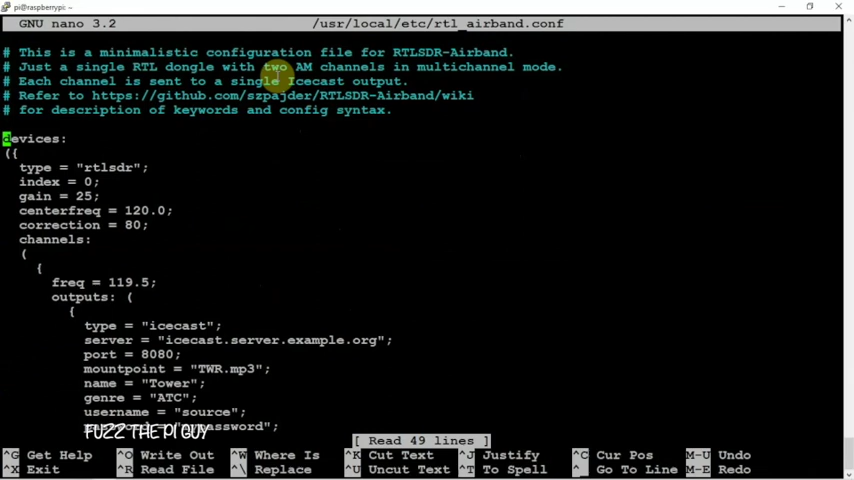 pi@raspberrypi: ~
GNU nano 3.2 /usr/local/etc/rtl_airband.conf
# This is a minimalistic configuration file for RTLSDR-Airband.
# Just a single RTL dongle with two AM channels in multichannel mode.
# Each channel is sent to a single Icecast output.
# Refer to https://github.com/szpajder/RTLSDR-Airband/wiki
# for description of keywords and config syntax.
devices:
({
type = "rtlsdr";
index = 0;
gain = 25;
centerfreq = 120.0;
correction = 80;
channels:
(
{
freq = 119.5;
outputs: (
{
type = "icecast";
server = "icecast.server.example.org";
port = 8080;
mountpoint = "TWR.mp3";
name = "Tower";
genre = "ATC";
username = "source";
FUZZ THE PI GUY
[ Read 49 lines ]
^G Get Help ^O Write Out ^W Where Is ^K Cut Text ^J Justify ^C Cur Pos M-U Undo
^X Exit ^R Read File ^\ Replace ^U Uncut Text ^T To Spell ^_ Go To Line M-E Redo